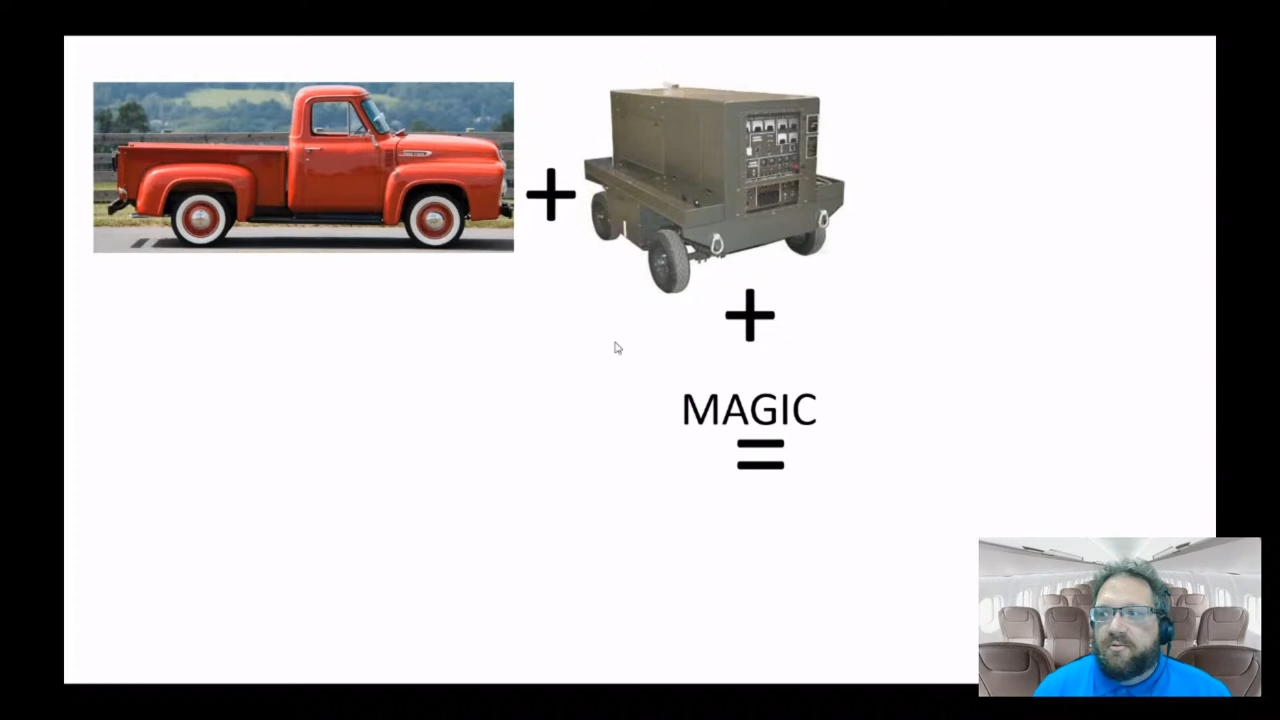 +
+
MAGIC
=